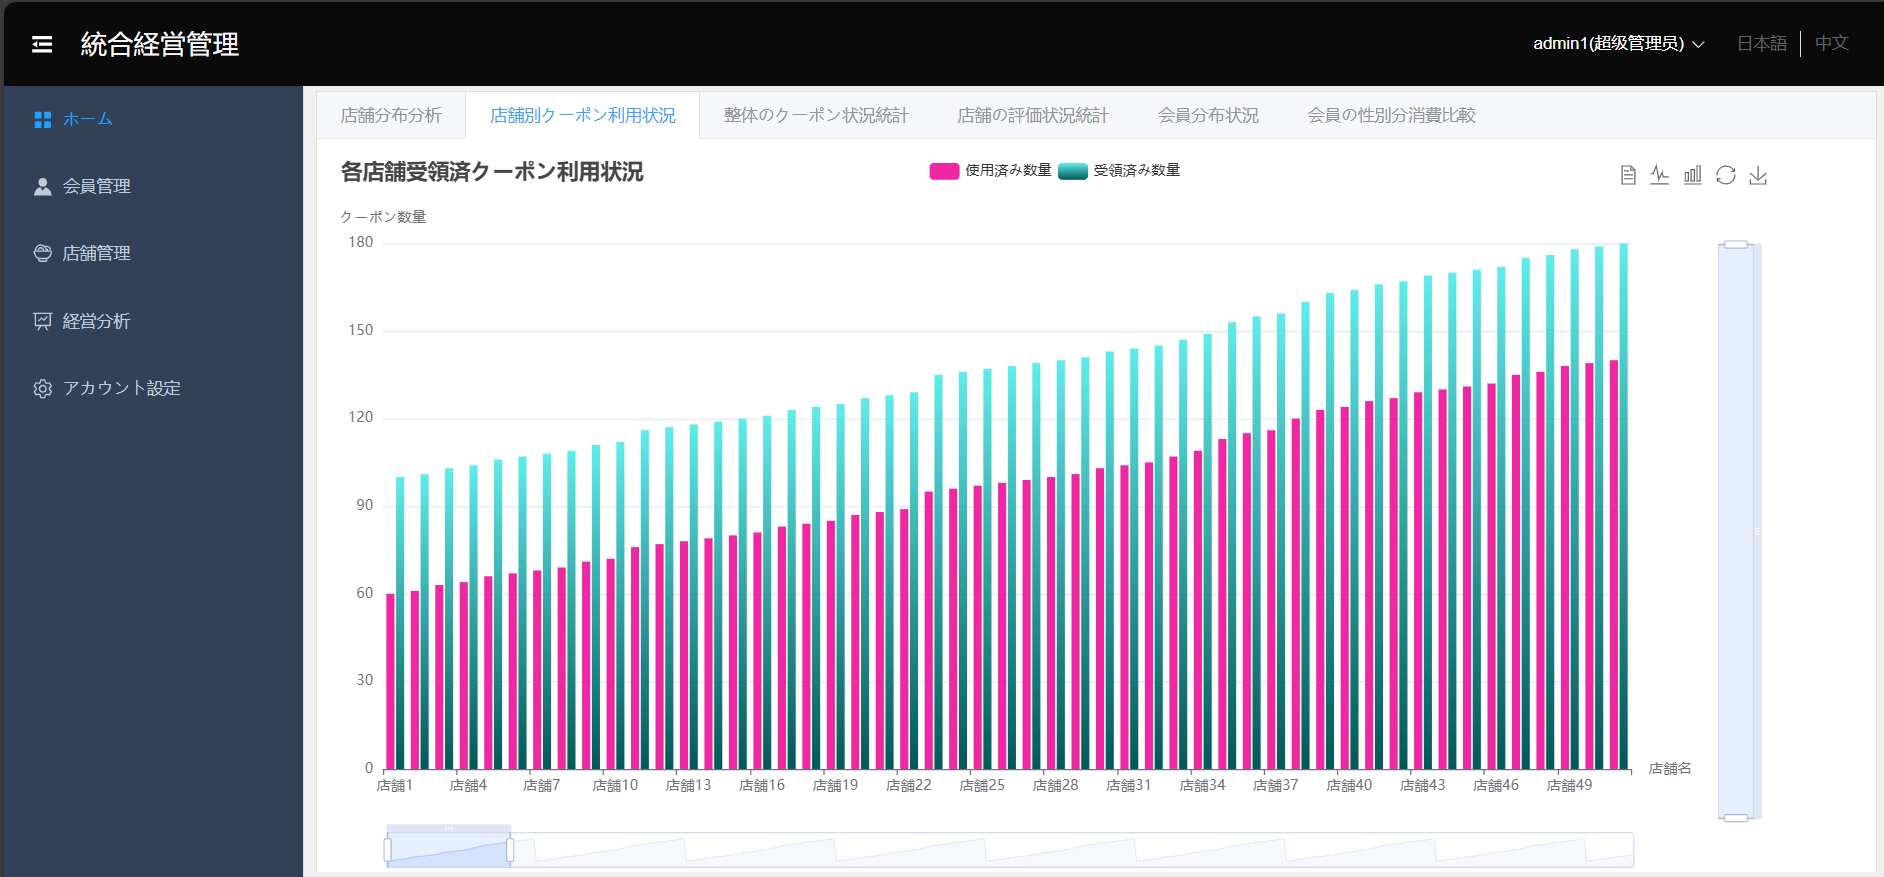 統合経営管理
admin1(超级管理员)
日本語
中文
ホーム
会員管理
店舗管理
経営分析
アカウント設定
店舗分布分析
店舗別クーポン利用状況
整体のクーポン状況統計
店舗の評価状況統計
会員分布状況
会員の性別分消費比較
各店舗受領済クーポン利用状況
使用済み数量
受領済み数量
クーポン数量
180
150
120
90
60
30
0
店舗1
店舗4
店舗7
店舗10
店舗13
店舗16
店舗19
店舗22
店舗25
店舗28
店舗31
店舗34
店舗37
店舗40
店舗43
店舗46
店舗49
店舗名